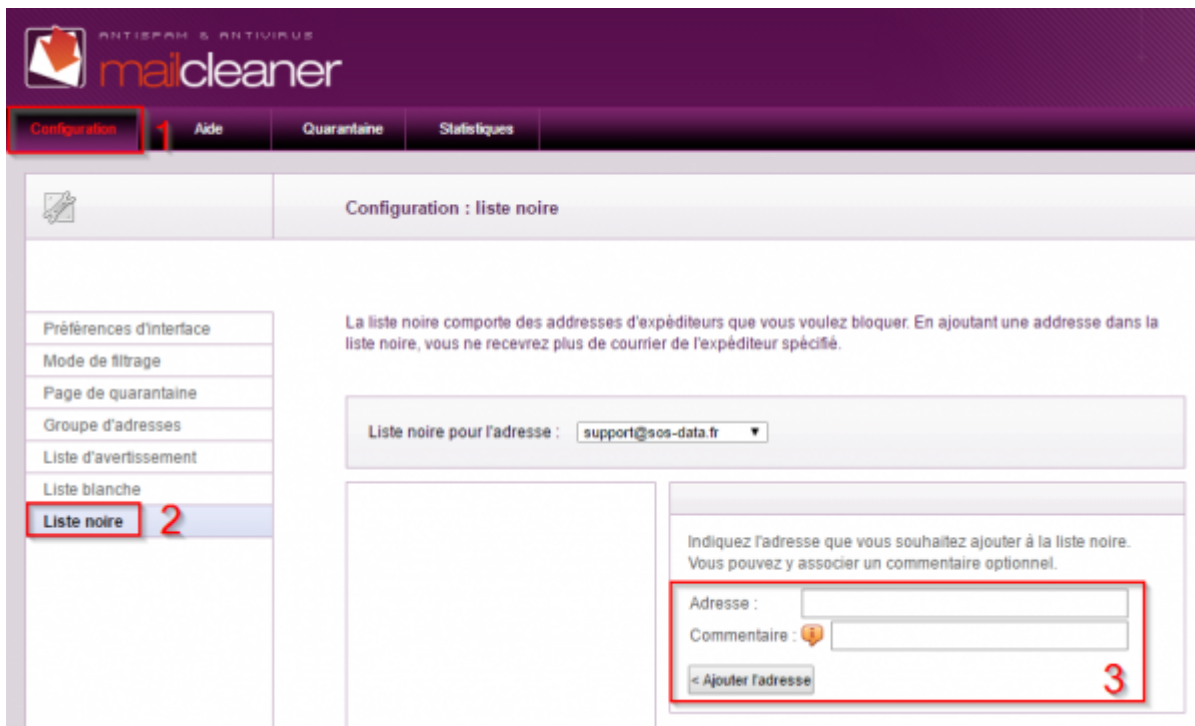 ANTISPAM & ANTIVIRUS
mailcleaner
Configuration 1 Aide Quarantaine Statistiques
Configuration : liste noire
La liste noire comporte des addresses d'expéditeurs que vous voulez bloquer. En ajoutant une addresse dans la
liste noire, vous ne recevrez plus de courrier de l'expéditeur spécifié.
Préférences d'interface
Mode de filtrage
Page de quarantaine
Groupe d'adresses
Liste d'avertissement
Liste blanche
Liste noire 2
Liste noire pour l'adresse : support@sos-data.fr
Indiquez l'adresse que vous souhaitez ajouter à la liste noire.
Vous pouvez y associer un commentaire optionnel.
Adresse :
Commentaire :
< Ajouter l'adresse 3